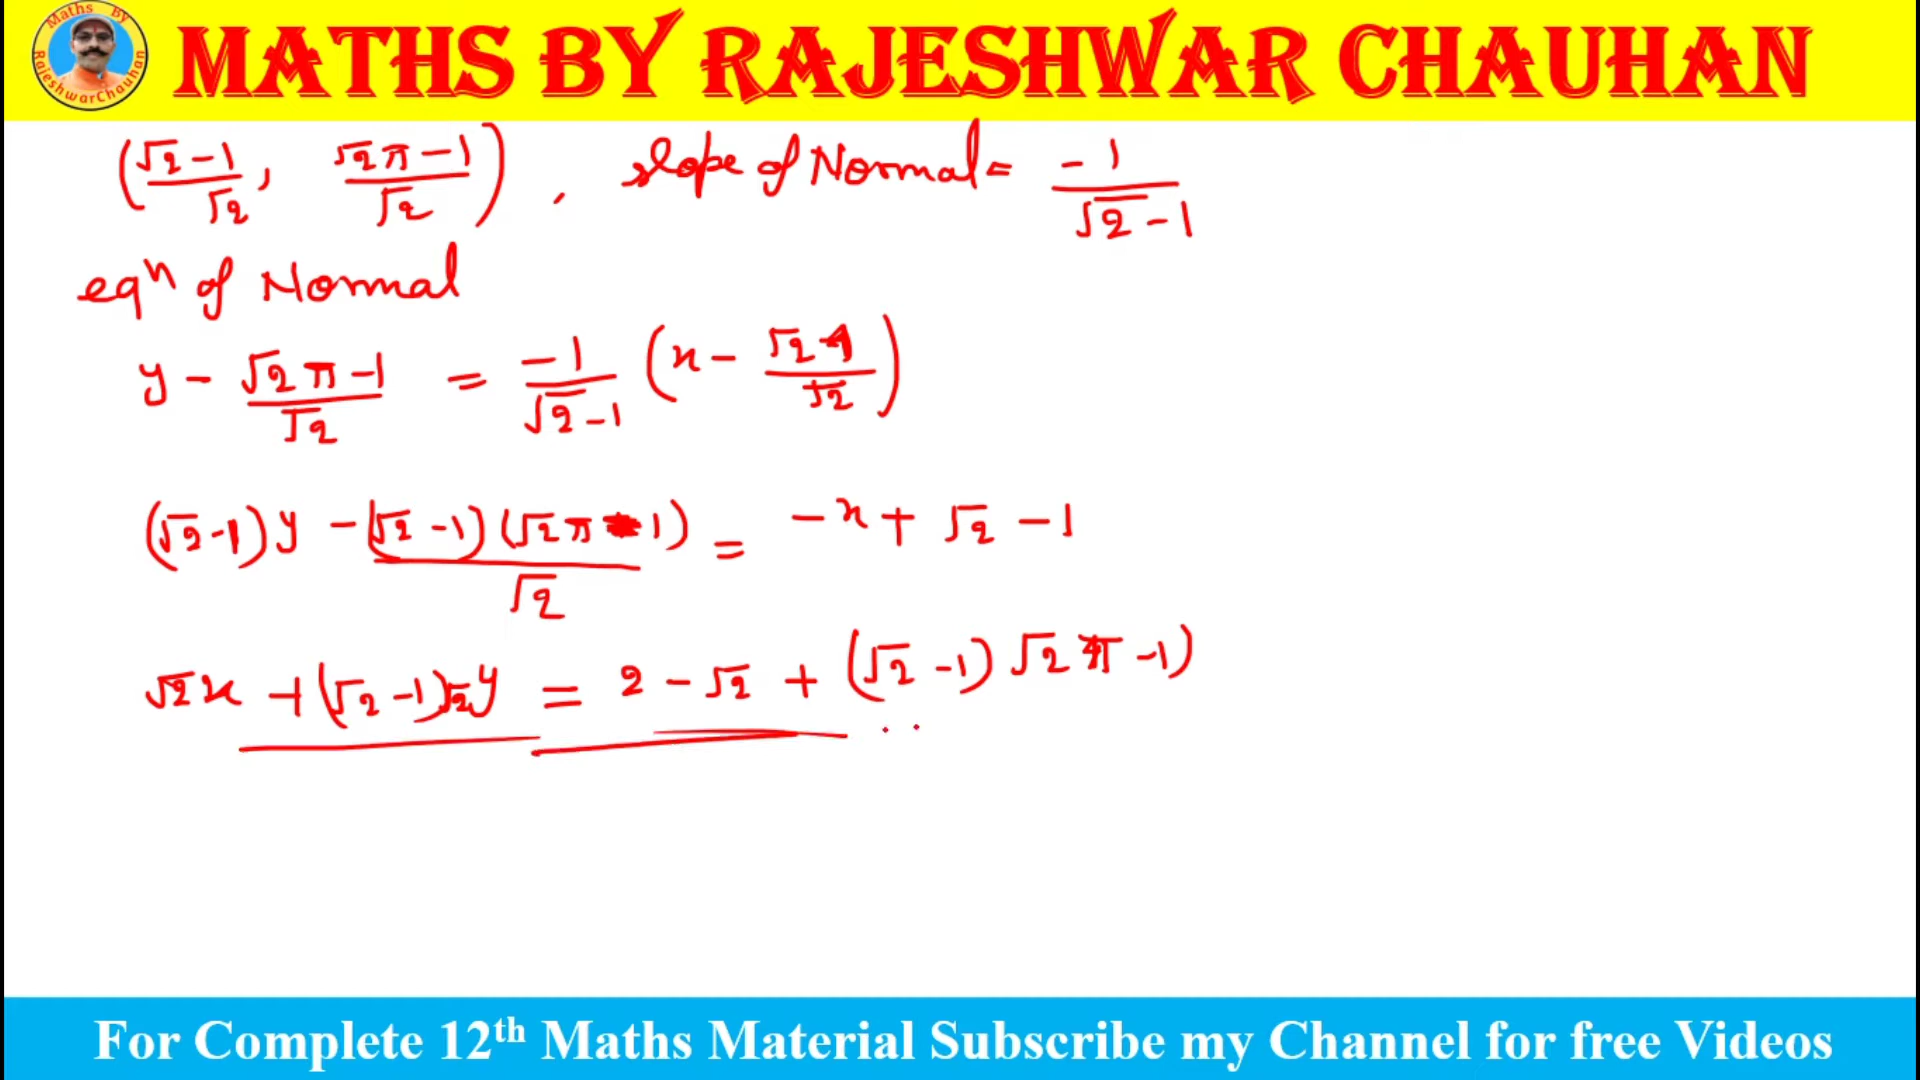 Maths By
RajeshwarChauhan
MATHS BY RAJESHWAR CHAUHAN
(√2-1/√2, √2π-1/√2), slope of Normal = -1/√2-1
eqⁿ of Normal
y - √2π-1/√2 = -1/√2-1 (x - √2-1/√2)
(√2-1)y - (√2-1)(√2π-1)/√2 = -x + √2 - 1
√2x + (√2-1)√2y = 2 - √2 + (√2-1)√2π-1)
For Complete 12th Maths Material Subscribe my Channel for free Videos